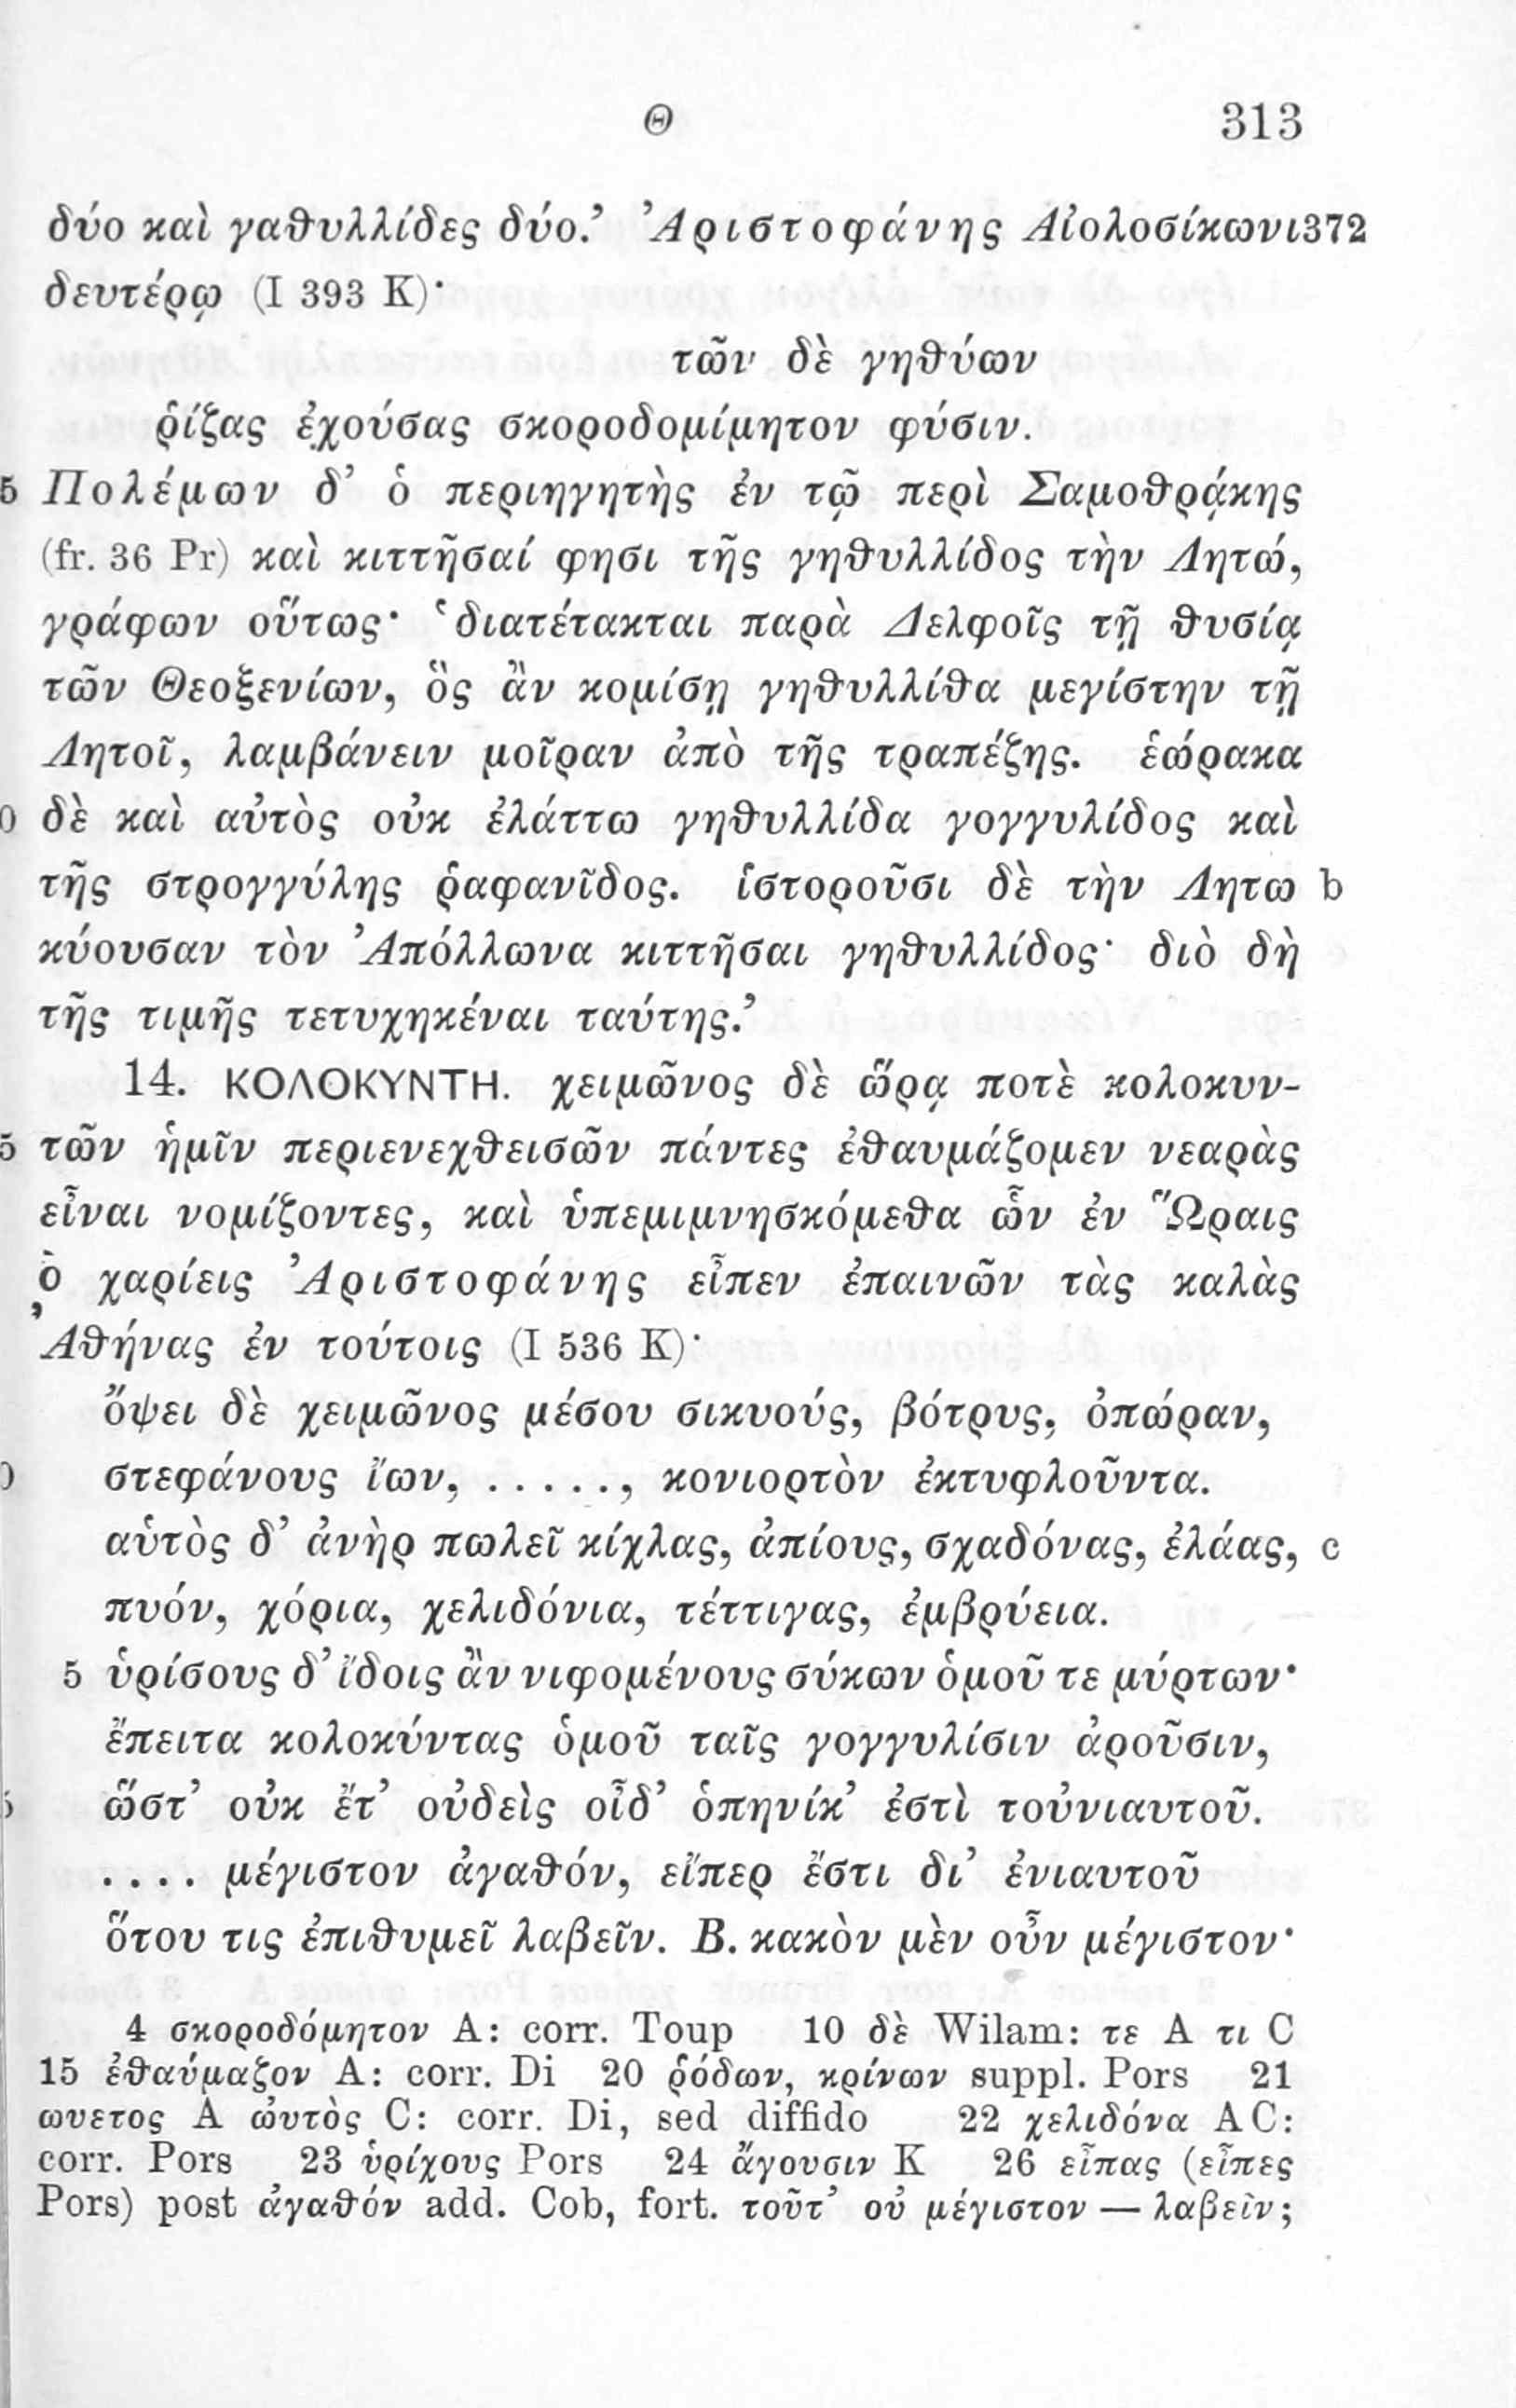 Θ 313
δύο καὶ γαθυλλίδες δύο.’ Ἀριστοφάνης Αἰολοσίκωνι 372
δευτέρῳ (I 393 K)·
τῶν δὲ γηθύων
ῥίζας ἐχούσας σκοροδομίμητον φύσιν.
5 Πολέμων δ’ ὁ περιηγητὴς ἐν τῷ περὶ Σαμοθρᾴκης
(fr. 36 Pr) καὶ κιττῆσαί φησι τῆς γηθυλλίδος τὴν Λητώ,
γράφων οὕτως· ‘διατέτακται παρὰ Δελφοῖς τῇ θυσίᾳ
τῶν Θεοξενίων, ὃς ἂν κομίσῃ γηθυλλίθα μεγίστην τῇ
Λητοῖ, λαμβάνειν μοῖραν ἀπὸ τῆς τραπέζης. ἑώρακα
0 δὲ καὶ αὐτὸς οὐκ ἐλάττω γηθυλλίδα γογγυλίδος καὶ
τῆς στρογγύλης ῥαφανῖδος. ἱστοροῦσι δὲ τὴν Λητω b
κύουσαν τὸν Ἀπόλλωνα κιττῆσαι γηθυλλίδος· διὸ δὴ
τῆς τιμῆς τετυχηκέναι ταύτης.’
14. ΚΟΛΟΚΥΝΤΗ. χειμῶνος δὲ ὥρᾳ ποτὲ κολοκυν-
5 τῶν ἡμῖν περιενεχθεισῶν πάντες ἐθαυμάζομεν νεαρὰς
εἶναι νομίζοντες, καὶ ὑπεμιμνησκόμεθα ὧν ἐν Ὥραις
ὁ χαρίεις Ἀριστοφάνης εἶπεν ἐπαινῶν τὰς καλὰς
Ἀθήνας ἐν τούτοις (I 536 K)·
ὄψει δὲ χειμῶνος μέσου σικυούς, βότρυς, ὀπώραν,
0 στεφάνους ἴων, ....., κονιορτὸν ἐκτυφλοῦντα.
αὑτὸς δ’ ἀνὴρ πωλεῖ κίχλας, ἀπίους, σχαδόνας, ἐλάας, c
πυόν, χόρια, χελιδόνια, τέττιγας, ἐμβρύεια.
5 ὑρίσους δ’ ἴδοις ἂν νιφομένους σύκων ὁμοῦ τε μύρτων·
ἔπειτα κολοκύντας ὁμοῦ ταῖς γογγυλίσιν ἀροῦσιν,
5 ὥστ’ οὐκ ἔτ’ οὐδεὶς οἶδ’ ὁπηνίκ’ ἐστὶ τοὐνιαυτοῦ.
.... μέγιστον ἀγαθόν, εἴπερ ἔστι δι’ ἐνιαυτοῦ
ὅτου τις ἐπιθυμεῖ λαβεῖν. B. κακὸν μὲν οὖν μέγιστον·
4 σκοροδόμητον A: corr. Toup 10 δὲ Wilam: τε A τι C
15 ἐθαύμαζον A: corr. Di 20 ῥόδων, κρίνων suppl. Pors 21
ωυετος A ὠυτὸς C: corr. Di, sed diffido 22 χελιδόνα AC:
corr. Pors 23 ὑρίχους Pors 24 ἄγουσιν K 26 εἶπας (εἶπες
Pors) post ἀγαθόν add. Cob, fort. τοῦτ’ οὐ μέγιστον — λαβεῖν;